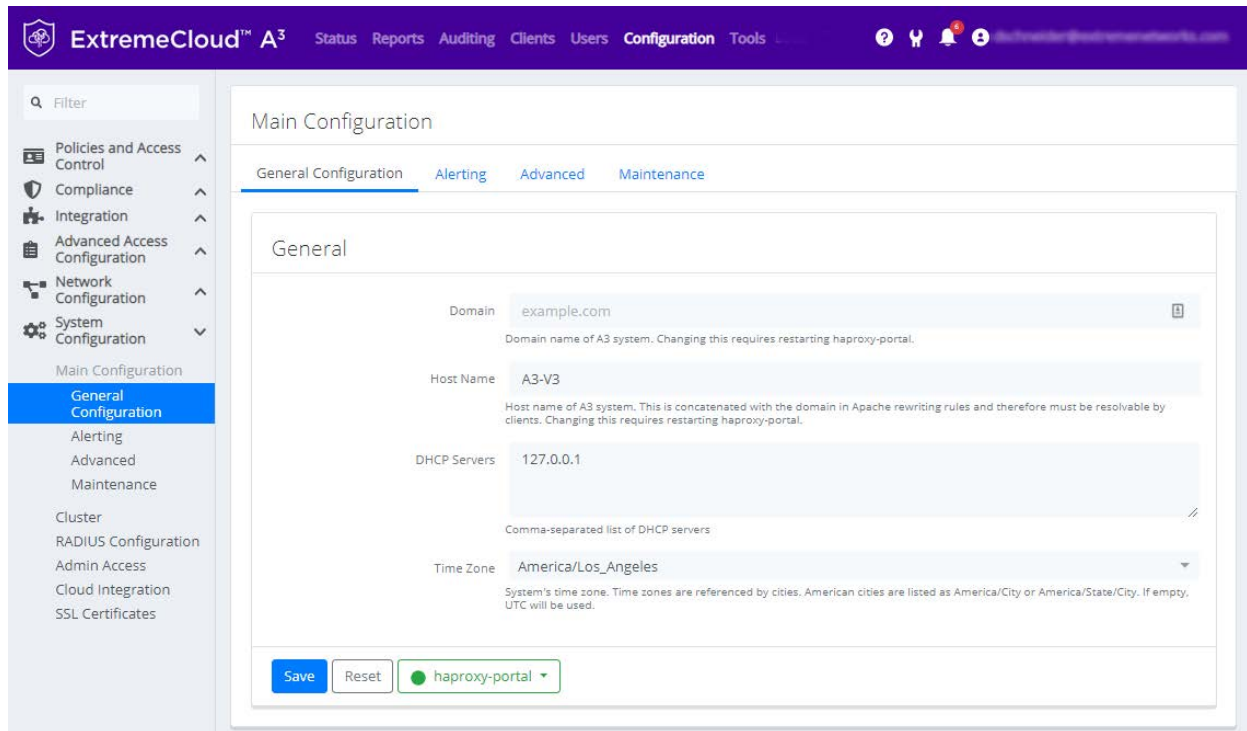 ExtremeCloud™ A³ Status Reports Auditing Clients Users Configuration Tools 6
Filter
Policies and Access
Control
Compliance
Integration
Advanced Access
Configuration
Network
Configuration
System
Configuration
Main Configuration
General
Configuration
Alerting
Advanced
Maintenance
Cluster
RADIUS Configuration
Admin Access
Cloud Integration
SSL Certificates
Main Configuration
General Configuration Alerting Advanced Maintenance
General
Domain example.com
Domain name of A3 system. Changing this requires restarting haproxy-portal.
Host Name A3-V3
Host name of A3 system. This is concatenated with the domain in Apache rewriting rules and therefore must be resolvable by
clients. Changing this requires restarting haproxy-portal.
DHCP Servers 127.0.0.1
Comma-separated list of DHCP servers
Time Zone America/Los_Angeles
System's time zone. Time zones are referenced by cities. American cities are listed as America/City or America/State/City. If empty,
UTC will be used.
Save Reset haproxy-portal